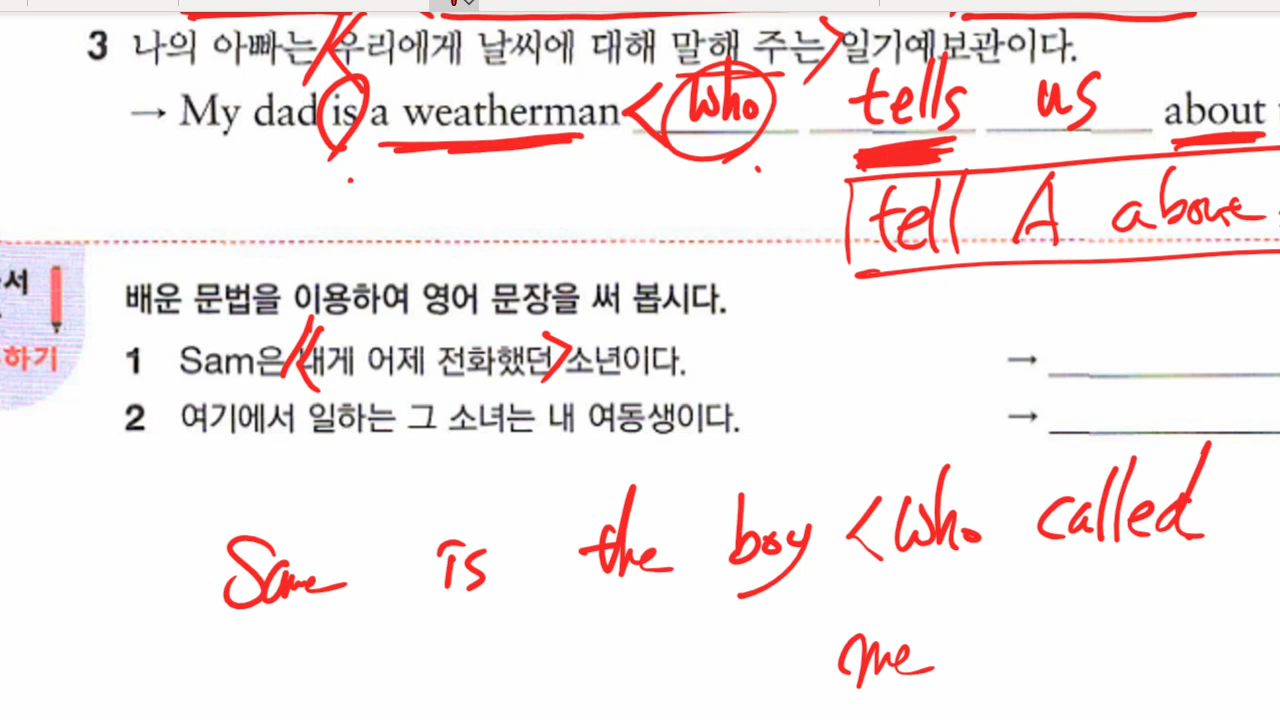 3 나의 아빠는 우리에게 날씨에 대해 말해 주는 일기예보관이다.
→ My dad is a weatherman who tells us about
tell A about
서
배운 문법을 이용하여 영어 문장을 써 봅시다.
하기
1 Sam은 내게 어제 전화했던 소년이다. →
2 여기에서 일하는 그 소녀는 내 여동생이다. →
Sam is the boy <who called
me